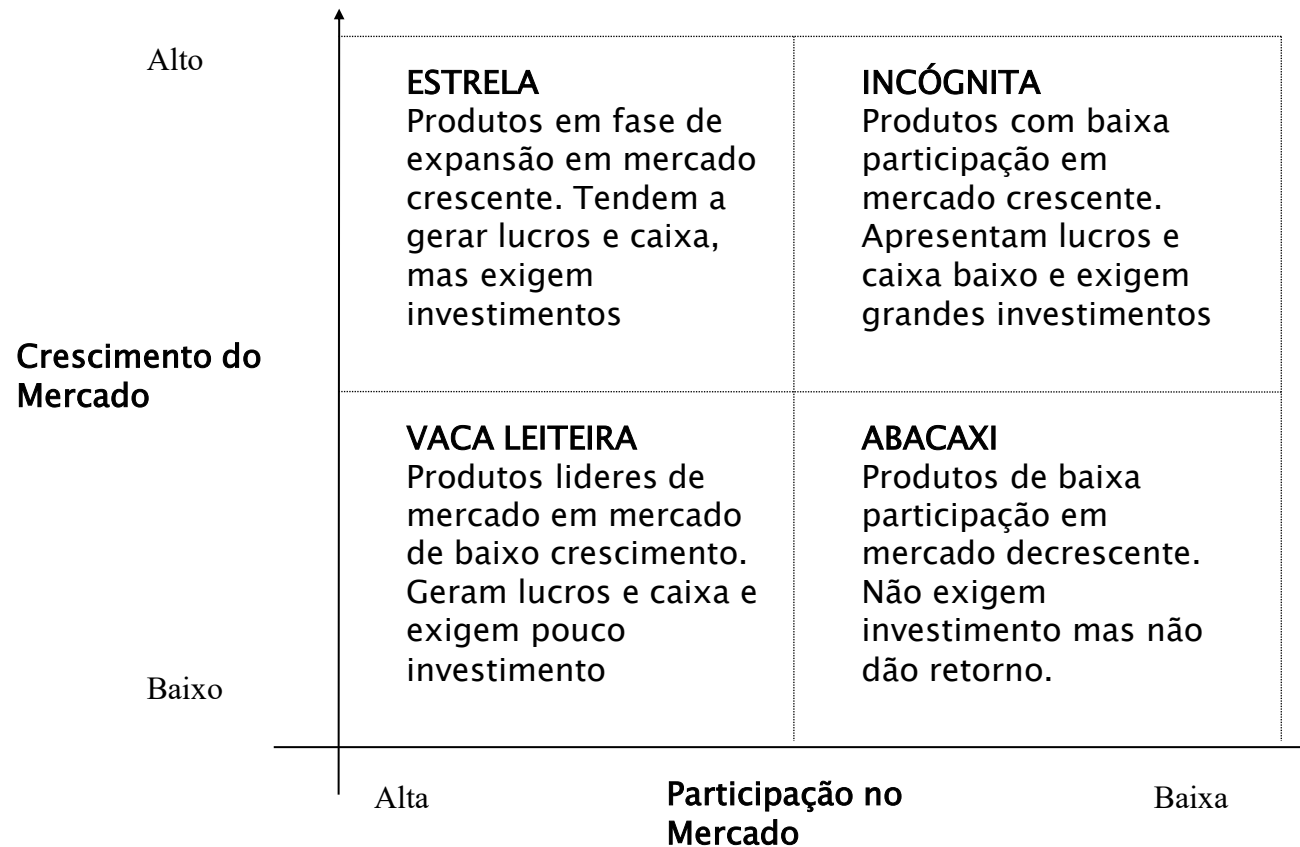 Alto
ESTRELA
Produtos em fase de
expansão em mercado
crescente. Tendem a
gerar lucros e caixa,
mas exigem
investimentos
INCÓGNITA
Produtos com baixa
participação em
mercado crescente.
Apresentam lucros e
caixa baixo e exigem
grandes investimentos
Crescimento do
Mercado
VACA LEITEIRA
Produtos lideres de
mercado em mercado
de baixo crescimento.
Geram lucros e caixa e
exigem pouco
investimento
ABACAXI
Produtos de baixa
participação em
mercado decrescente.
Não exigem
investimento mas não
dão retorno.
Baixo
Alta
Participação no
Mercado
Baixa